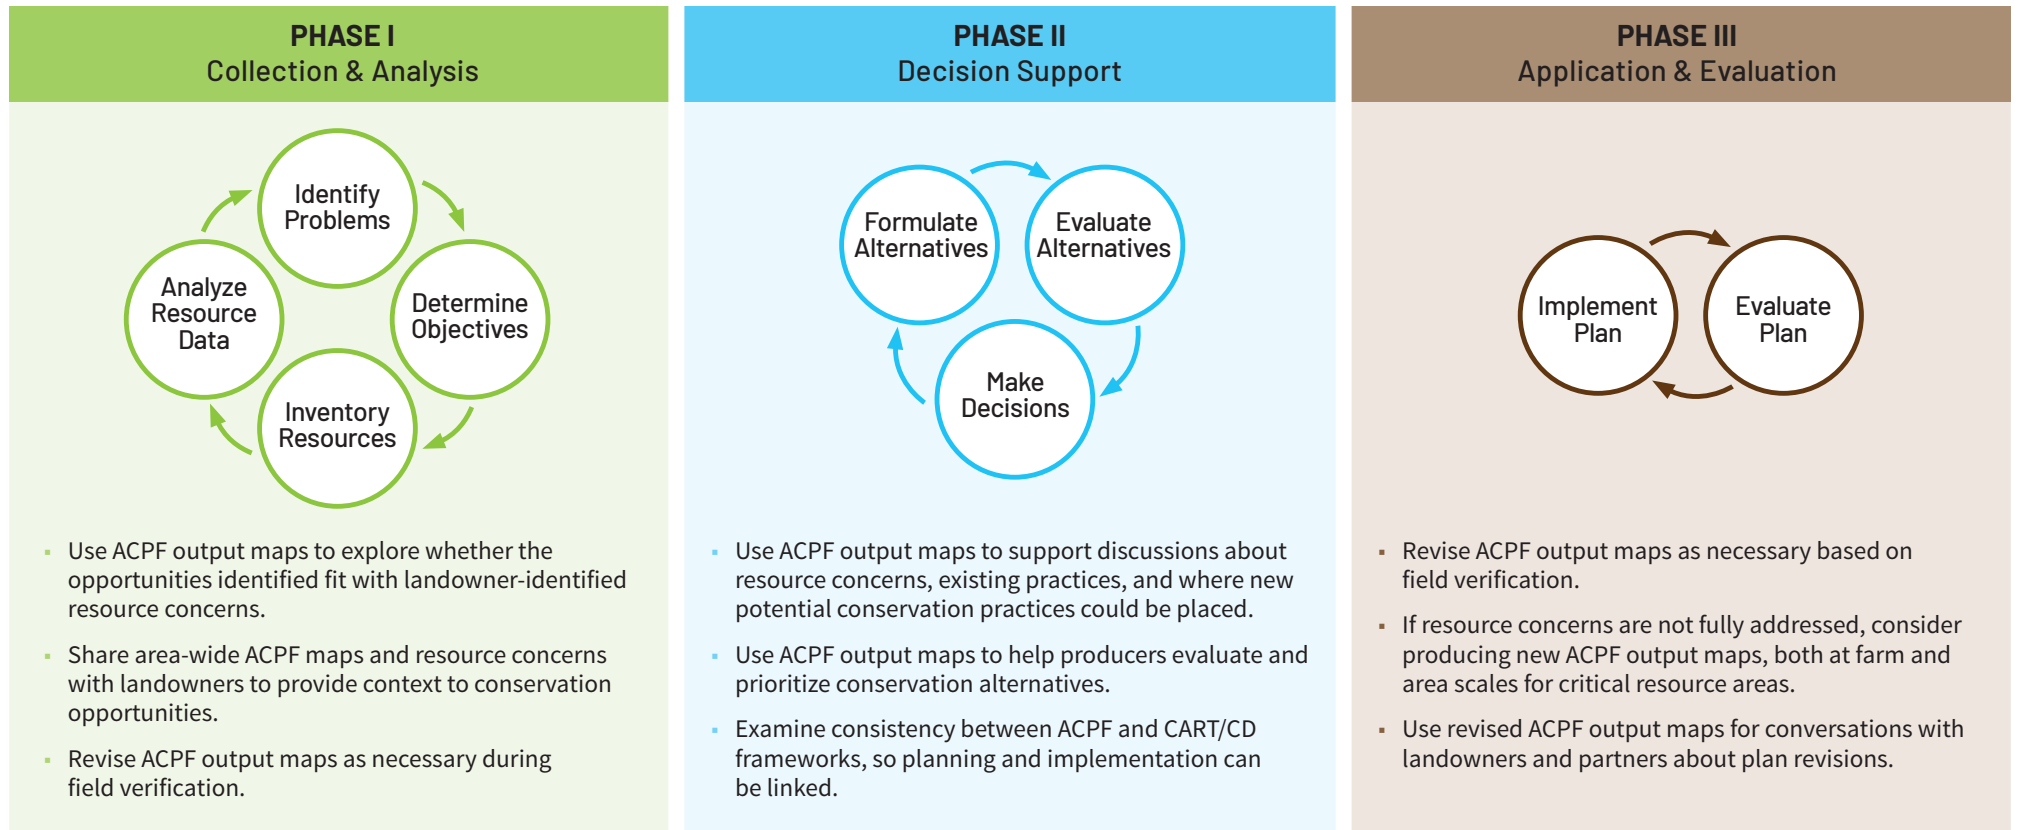 PHASE I
Collection & Analysis
Identify
Problems
Determine
Objectives
Inventory
Resources
Analyze
Resource
Data
▪ Use ACPF output maps to explore whether the
opportunities identified fit with landowner-identified
resource concerns.
▪ Share area-wide ACPF maps and resource concerns
with landowners to provide context to conservation
opportunities.
▪ Revise ACPF output maps as necessary during
field verification.
PHASE II
Decision Support
Formulate
Alternatives
Evaluate
Alternatives
Make
Decisions
▪ Use ACPF output maps to support discussions about
resource concerns, existing practices, and where new
potential conservation practices could be placed.
▪ Use ACPF output maps to help producers evaluate and
prioritize conservation alternatives.
▪ Examine consistency between ACPF and CART/CD
frameworks, so planning and implementation can
be linked.
PHASE III
Application & Evaluation
Implement
Plan
Evaluate
Plan
▪ Revise ACPF output maps as necessary based on
field verification.
▪ If resource concerns are not fully addressed, consider
producing new ACPF output maps, both at farm and
area scales for critical resource areas.
▪ Use revised ACPF output maps for conversations with
landowners and partners about plan revisions.